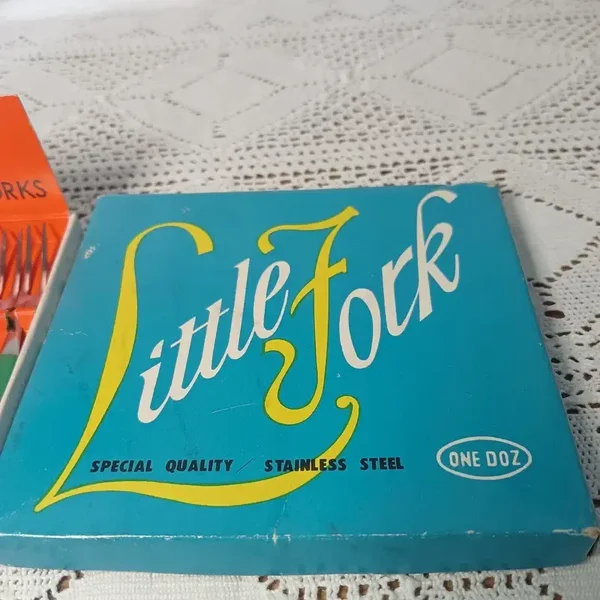 ORKS
Little Fork
SPECIAL QUALITY STAINLESS STEEL
ONE DOZ